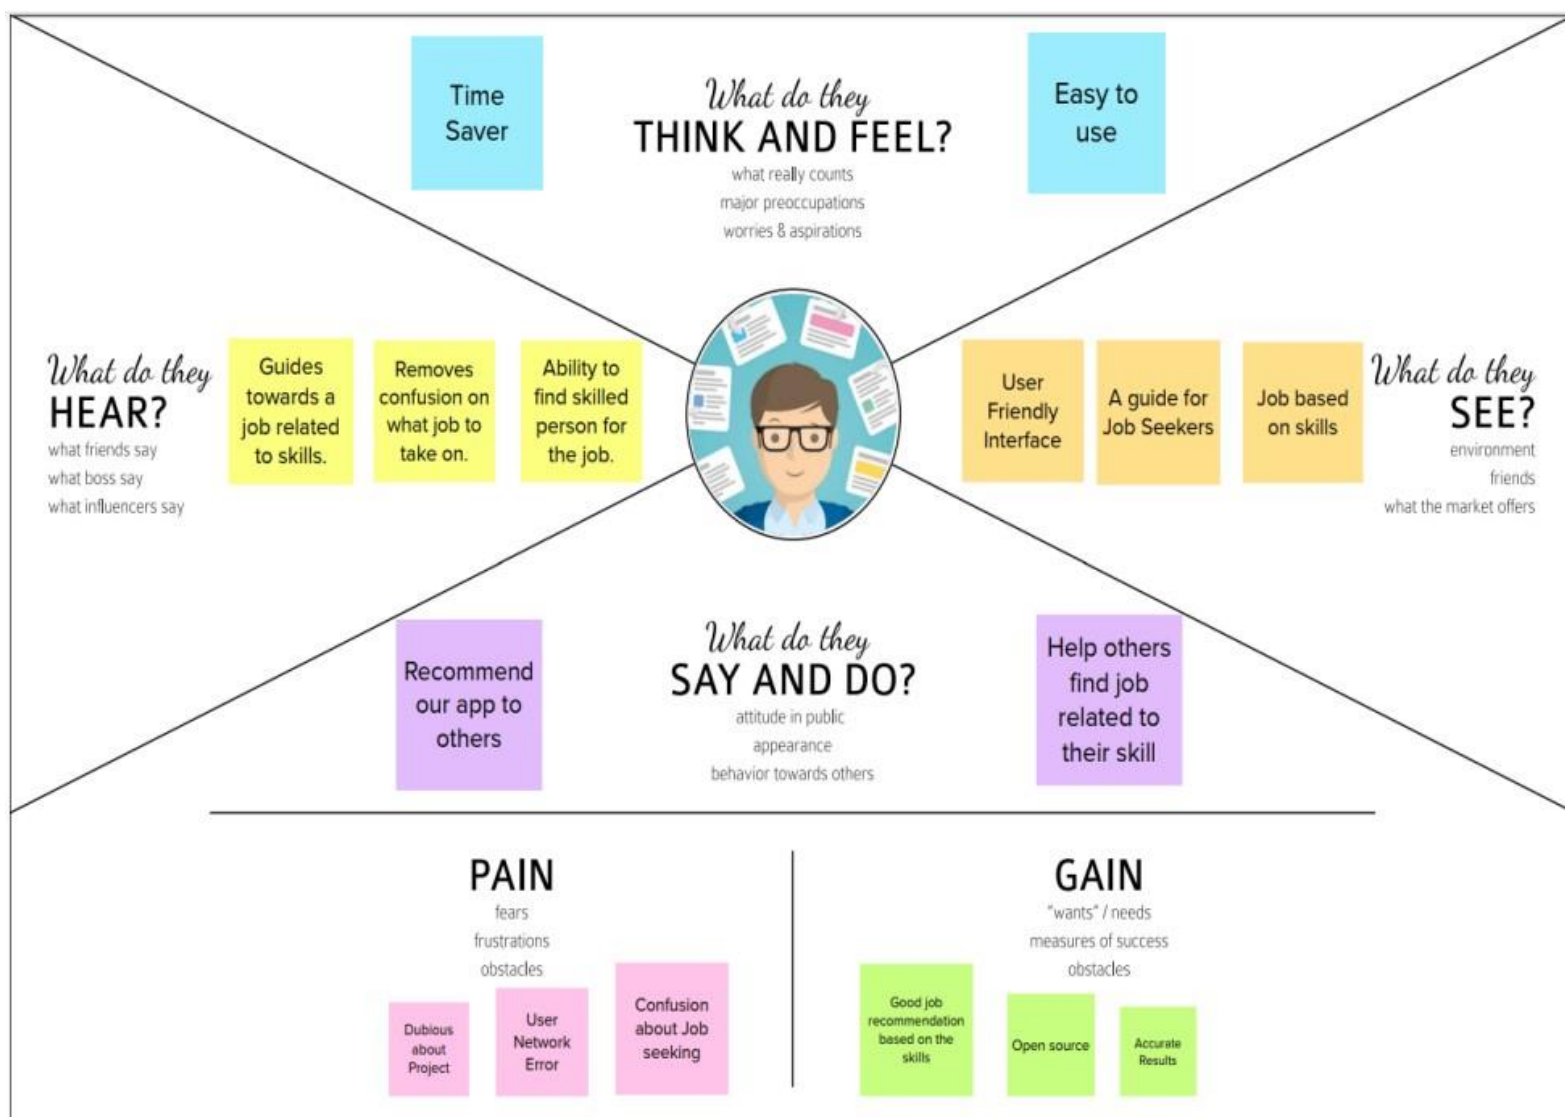 Time
Saver
What do they
THINK AND FEEL?
what really counts
major preoccupations
worries & aspirations
Easy to
use
What do they
HEAR?
what friends say
what boss say
what influencers say
Guides
towards a
job related
to skills.
Removes
confusion on
what job to
take on.
Ability to
find skilled
person for
the job.
User
Friendly
Interface
A guide for
Job Seekers
Job based
on skills
What do they
SEE?
environment
friends
what the market offers
Recommend
our app to
others
What do they
SAY AND DO?
attitude in public
appearance
behavior towards others
Help others
find job
related to
their skill
PAIN
fears
frustrations
obstacles
Dubious
about
Project
User
Network
Error
Confusion
about Job
seeking
GAIN
"wants" / needs
measures of success
obstacles
Good job
recommendation
based on the
skills
Open source
Accurate
Results